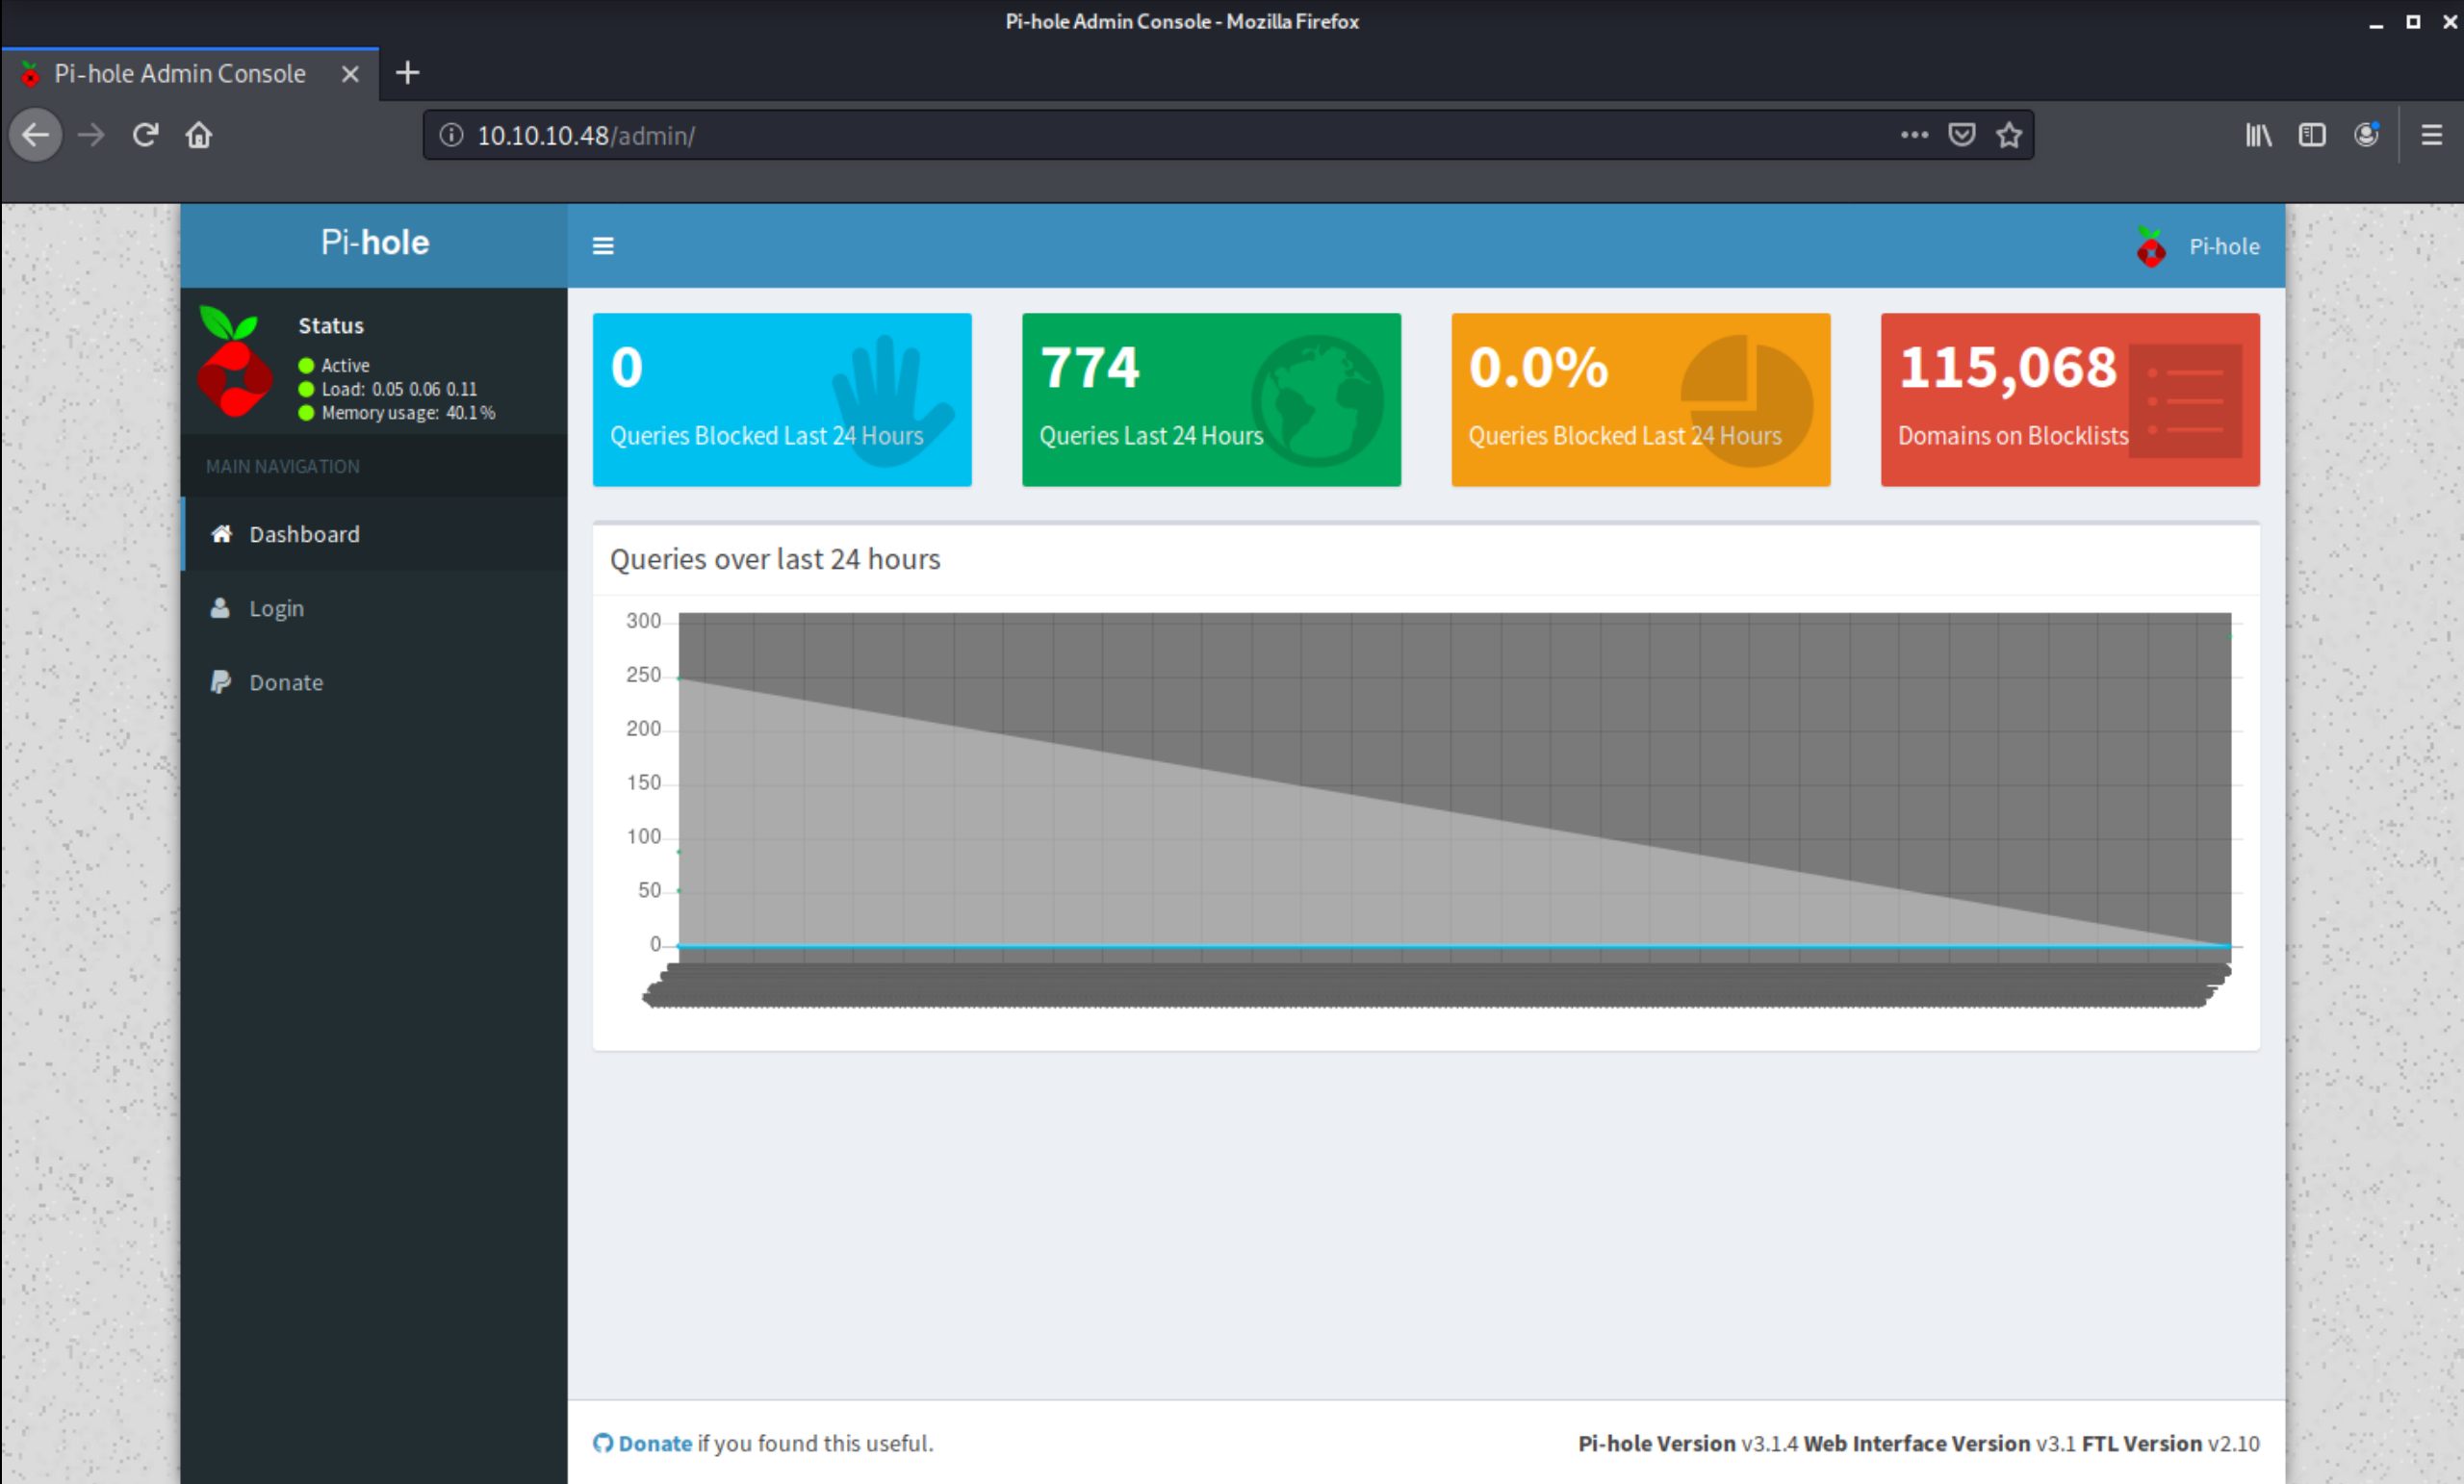 Pi-hole Admin Console - Mozilla Firefox
Pi-hole Admin Console
10.10.10.48/admin/
Pi-hole
Pi-hole
Status
Active
Load: 0.05 0.06 0.11
Memory usage: 40.1%
MAIN NAVIGATION
Dashboard
Login
Donate
0
Queries Blocked Last 24 Hours
774
Queries Last 24 Hours
0.0%
Queries Blocked Last 24 Hours
115,068
Domains on Blocklists
Queries over last 24 hours
300
250
200
150
100
50
0
Donate if you found this useful.
Pi-hole Version v3.1.4 Web Interface Version v3.1 FTL Version v2.10